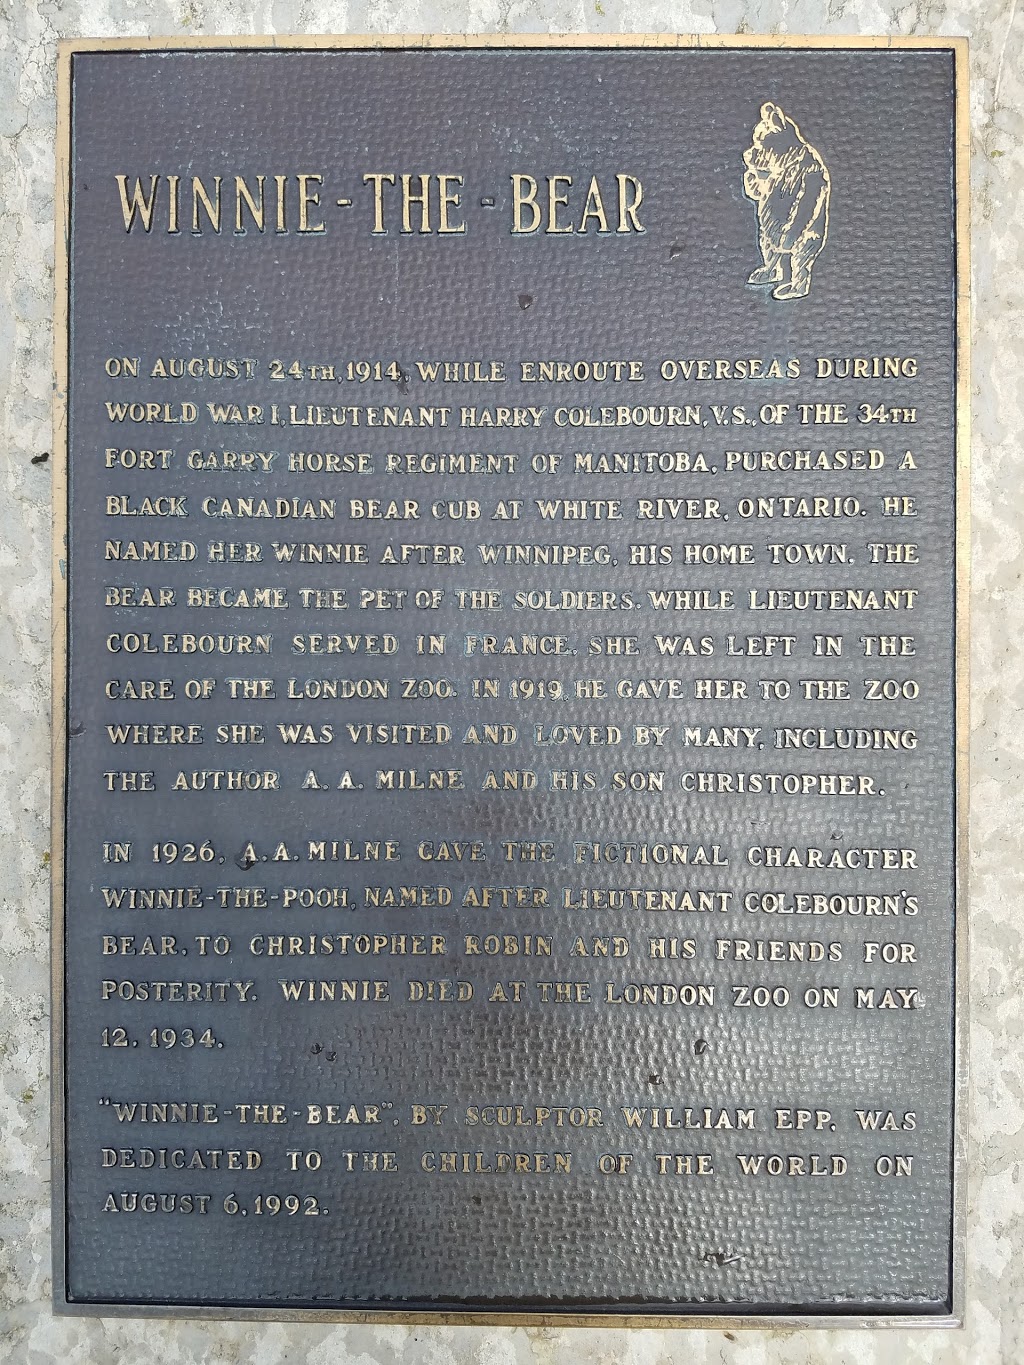 WINNIE-THE-BEAR
ON AUGUST 24TH, 1914, WHILE ENROUTE OVERSEAS DURING
WORLD WAR I, LIEUTENANT HARRY COLEBOURN, V.S., OF THE 34TH
FORT GARRY HORSE REGIMENT OF MANITOBA, PURCHASED A
BLACK CANADIAN BEAR CUB AT WHITE RIVER, ONTARIO. HE
NAMED HER WINNIE AFTER WINNIPEG, HIS HOME TOWN. THE
BEAR BECAME THE PET OF THE SOLDIERS. WHILE LIEUTENANT
COLEBOURN SERVED IN FRANCE, SHE WAS LEFT IN THE
CARE OF THE LONDON ZOO. IN 1919, HE GAVE HER TO THE ZOO
WHERE SHE WAS VISITED AND LOVED BY MANY, INCLUDING
THE AUTHOR A. A. MILNE AND HIS SON CHRISTOPHER.
IN 1926, A.A. MILNE GAVE THE FICTIONAL CHARACTER
WINNIE-THE-POOH, NAMED AFTER LIEUTENANT COLEBOURN'S
BEAR, TO CHRISTOPHER ROBIN AND HIS FRIENDS FOR
POSTERITY. WINNIE DIED AT THE LONDON ZOO ON MAY
12, 1934.
"WINNIE-THE-BEAR", BY SCULPTOR WILLIAM EPP, WAS
DEDICATED TO THE CHILDREN OF THE WORLD ON
AUGUST 6, 1992.